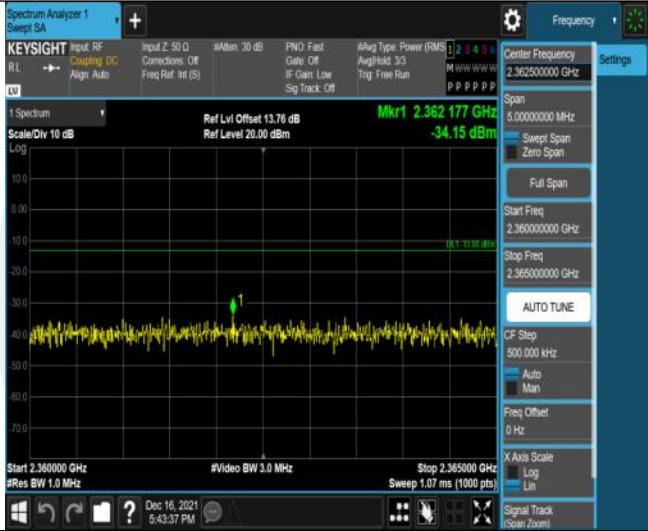 Spectrum Analyzer 1
Swept SA
+
Frequency
KEYSIGHT
RL
LV
Input: RF
Coupling: DC
Align: Auto
Input Z: 50 Ω
Corrections: Off
Freq Ref: Int (S)
#Atten: 30 dB
PNO: Fast
Gate: Off
IF Gain: Low
Sig Track: Off
#Avg Type: Power (RMS
Avg|Hold: 3/3
Trig: Free Run
1 2 3 4 5 6
M W W W W W
P P P P P P
1 Spectrum
Scale/Div 10 dB
Log
Ref Lvl Offset 13.76 dB
Ref Level 20.00 dBm
Mkr1 2.362 177 GHz
-34.15 dBm
10.0
0.00
-10.0
DL1 -13.00 dBm
-20.0
-30.0
1
-40.0
-50.0
-60.0
-70.0
Start 2.360000 GHz
#Res BW 1.0 MHz
#Video BW 3.0 MHz
Stop 2.365000 GHz
Sweep 1.07 ms (1000 pts)
?
Dec 16, 2021
5:43:37 PM
Center Frequency
2.362500000 GHz
Settings
Span
5.00000000 MHz
Swept Span
Zero Span
Full Span
Start Freq
2.360000000 GHz
Stop Freq
2.365000000 GHz
AUTO TUNE
CF Step
500.000 kHz
Auto
Man
Freq Offset
0 Hz
X Axis Scale
Log
Lin
Signal Track
(Span Zoom)